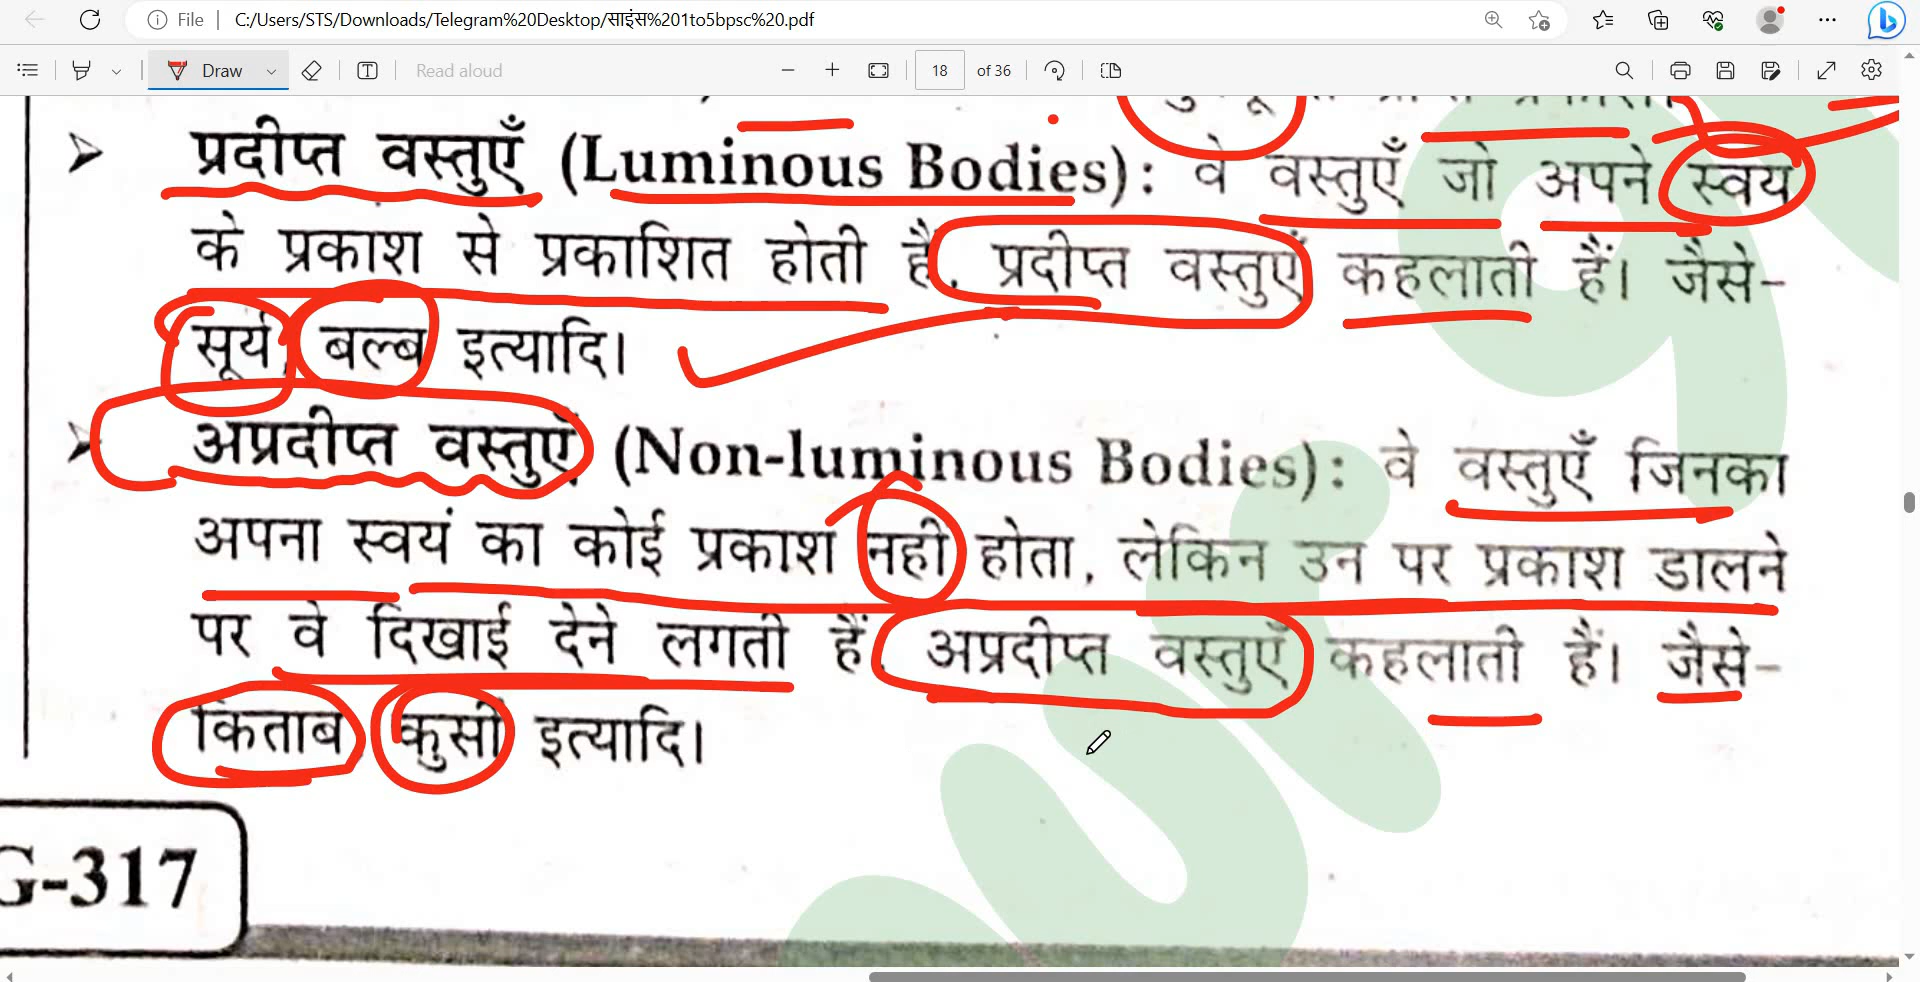 File C:/Users/STS/Downloads/Telegram%20Desktop/साइंस%201to5bpsc%20.pdf
Draw Read aloud 18 of 36
प्रदीप्त वस्तुएँ (Luminous Bodies): वे वस्तुएँ जो अपने स्वयं
के प्रकाश से प्रकाशित होती हैं, प्रदीप्त वस्तुएँ कहलाती हैं। जैसे-
सूर्य, बल्ब इत्यादि।
अप्रदीप्त वस्तुएँ (Non-luminous Bodies): वे वस्तुएँ जिनका
अपना स्वयं का कोई प्रकाश नहीं होता, लेकिन उन पर प्रकाश डालने
पर वे दिखाई देने लगती हैं, अप्रदीप्त वस्तुएँ कहलाती हैं। जैसे-
किताब, कुर्सी इत्यादि।
G-317